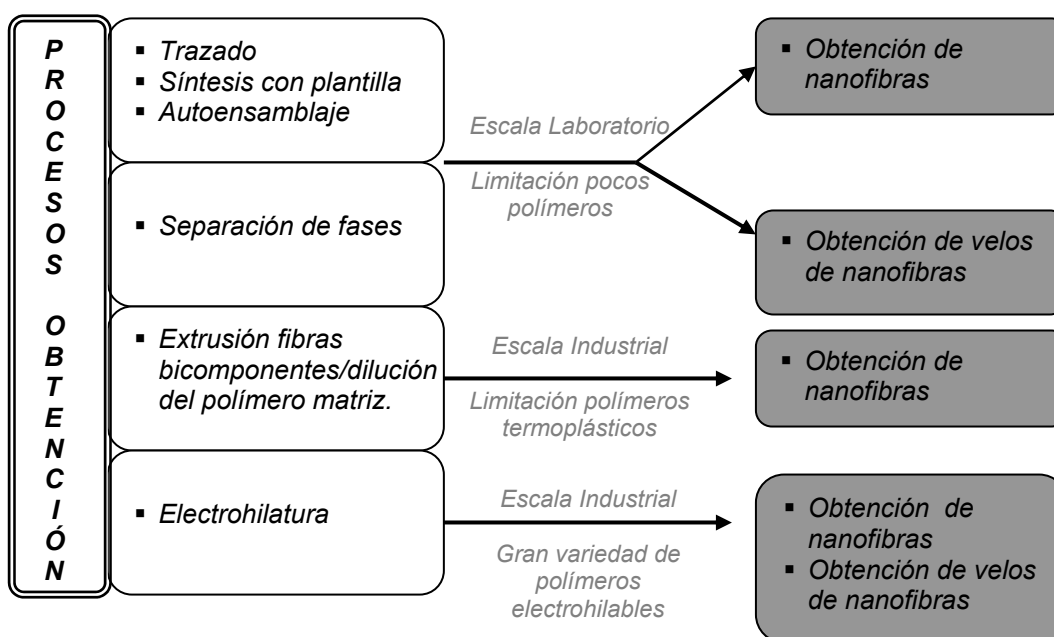 PROCESOS OBTENCIÓN
▪ Trazado
▪ Síntesis con plantilla
▪ Autoensamblaje
▪ Separación de fases
Escala Laboratorio
Limitación pocos
polímeros
▪ Obtención de
nanofibras
▪ Obtención de velos
de nanofibras
▪ Extrusión fibras
bicomponentes/dilución
del polímero matriz.
Escala Industrial
Limitación polímeros
termoplásticos
▪ Obtención de
nanofibras
▪ Electrohilatura
Escala Industrial
Gran variedad de
polímeros
electrohilables
▪ Obtención de
nanofibras
▪ Obtención de velos
de nanofibras